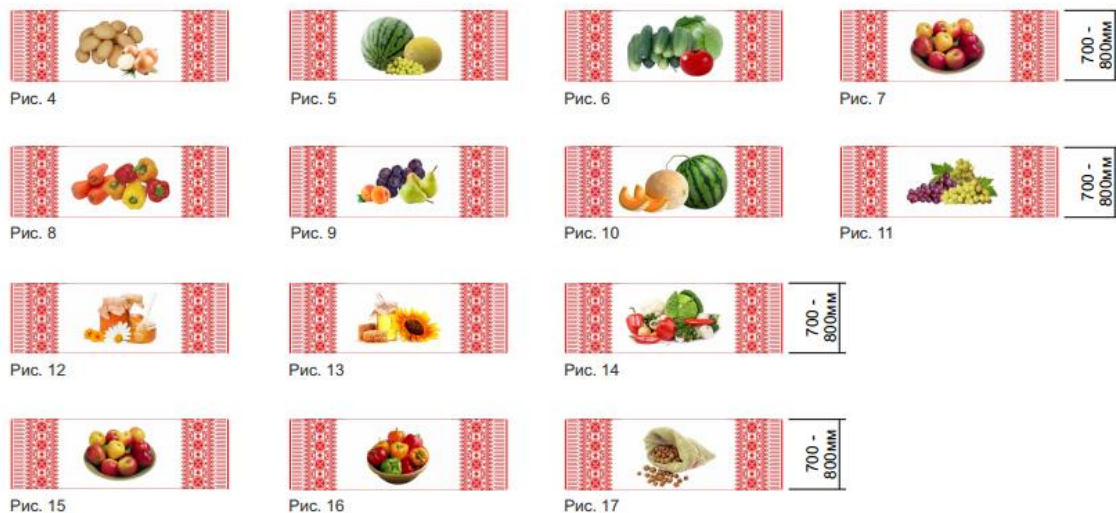 700 -
800мм
Рис. 4
Рис. 5
Рис. 6
Рис. 7
700 -
800мм
Рис. 8
Рис. 9
Рис. 10
Рис. 11
700 -
800мм
Рис. 12
Рис. 13
Рис. 14
700 -
800мм
Рис. 15
Рис. 16
Рис. 17